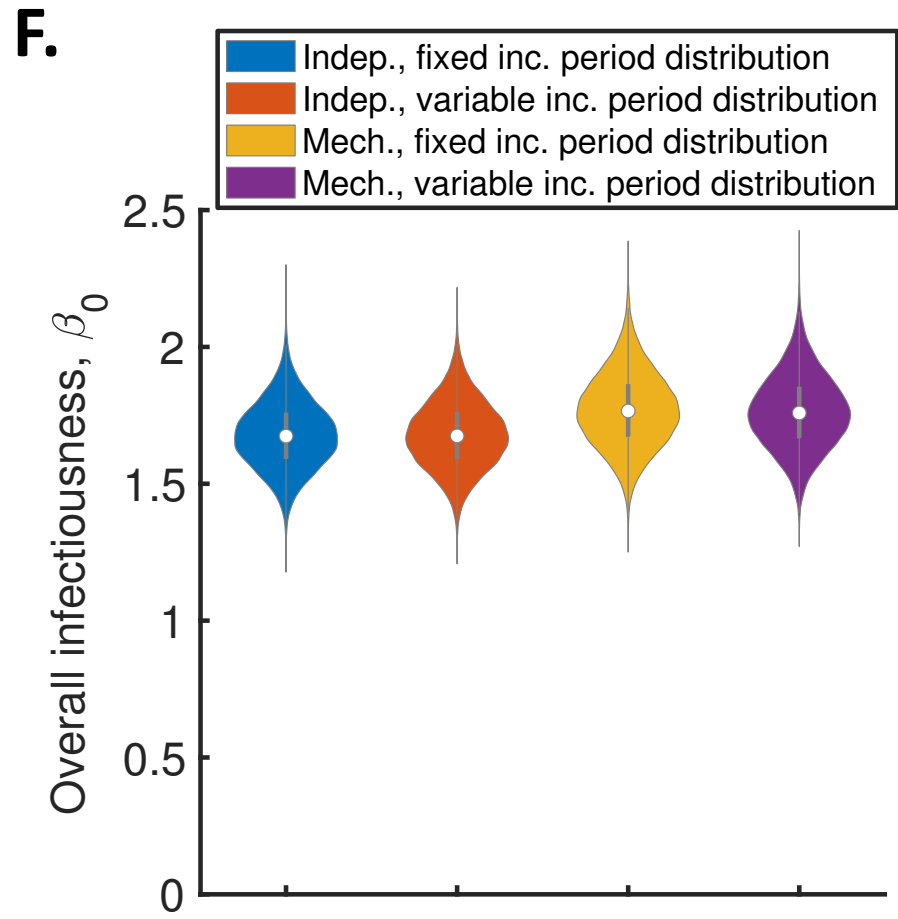 F.
Indep., fixed inc. period distribution
Indep., variable inc. period distribution
Mech., fixed inc. period distribution
Mech., variable inc. period distribution
2.5
2
1.5
1
0.5
0
Overall infectiousness, β₀